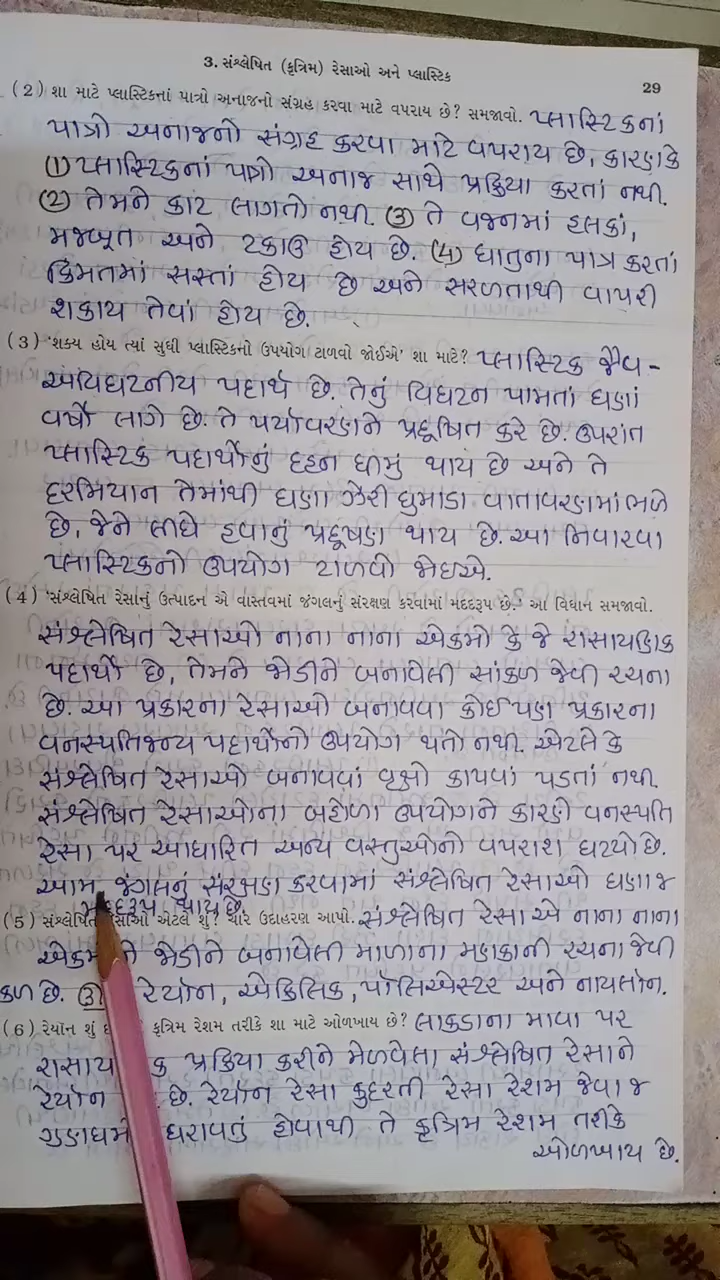 3. સંશ્લેષિત (કૃત્રિમ) રેસાઓ અને પ્લાસ્ટિક
29
(2) શા માટે પ્લાસ્ટિકનાં પાત્રો અનાજનો સંગ્રહ કરવા માટે વપરાય છે? સમજાવો. પ્લાસ્ટિકનાં
પાત્રો અનાજનો સંગ્રહ કરવા માટે વપરાય છે, કારણ કે
(1) પ્લાસ્ટિકનાં પાત્રો અનાજ સાથે પ્રક્રિયા કરતાં નથી.
(2) તેમને કાટ લાગતો નથી. (3) તે વજનમાં હલકાં,
મજબૂત અને ટકાઉ હોય છે. (4) ધાતુના પાત્ર કરતાં
કિંમતમાં સસ્તાં હોય છે અને સરળતાથી વાપરી
શકાય તેવાં હોય છે.
(3) 'શક્ય હોય ત્યાં સુધી પ્લાસ્ટિકનો ઉપયોગ ટાળવો જોઈએ' શા માટે? પ્લાસ્ટિક જૈવ-
અવિઘટનીય પદાર્થ છે. તેનું વિઘટન પામતાં ઘણાં
વર્ષો લાગે છે. તે પર્યાવરણને પ્રદૂષિત કરે છે. ઉપરાંત
પ્લાસ્ટિક પદાર્થોનું દહન ધીમું થાય છે અને તે
દરમિયાન તેમાંથી ઘણા ઝેરી ધુમાડા વાતાવરણમાં ભળે
છે, જેને લીધે હવાનું પ્રદૂષણ થાય છે. આ નિવારવા
પ્લાસ્ટિકનો ઉપયોગ ટાળવો જોઇએ.
(4) 'સંશ્લેષિત રેસાનું ઉત્પાદન એ વાસ્તવમાં જંગલનું સંરક્ષણ કરવામાં મદદરૂપ છે.' આ વિધાન સમજાવો.
સંશ્લેષિત રેસાઓ નાના નાના એકમો કે જે રાસાયણિક
પદાર્થો છે, તેમને જોડીને બનાવેલી સાંકળ જેવી રચના
છે. આ પ્રકારના રેસાઓ બનાવવા કોઈપણ પ્રકારના
વનસ્પતિજન્ય પદાર્થોનો ઉપયોગ થતો નથી. એટલે કે
સંશ્લેષિત રેસાઓ બનાવવાં વૃક્ષો કાપવાં પડતાં નથી.
સંશ્લેષિત રેસાઓના બહોળા ઉપયોગને કારણે વનસ્પતિ
રેસા પર આધારિત અન્ય વસ્તુઓનો વપરાશ ઘટ્યો છે.
આમ, જંગલનું સંરક્ષણ કરવામાં સંશ્લેષિત રેસાઓ ઘણા જ
મદદરૂપ થાય છે.
(5) સંશ્લેષિત રેસાઓ એટલે શું? ચાર ઉદાહરણ આપો. સંશ્લેષિત રેસા એ નાના નાના
જોડીને બનાવેલી માળાના મણકાની રચના જેવી
કળ છે. રેયૉન, એક્રિલિક, પૉલિએસ્ટર અને નાયલૉન.
(6) રેયૉન શું કૃત્રિમ રેશમ તરીકે શા માટે ઓળખાય છે? લાકડાના માવા પર
પ્રક્રિયા કરીને મેળવેલા સંશ્લેષિત રેસાને
રેયૉન છે. રેયૉન રેસા કુદરતી રેસા રેશમ જેવા જ
ગુણધર્મો ધરાવતું હોવાથી તે કૃત્રિમ રેશમ તરીકે
ઓળખાય છે.